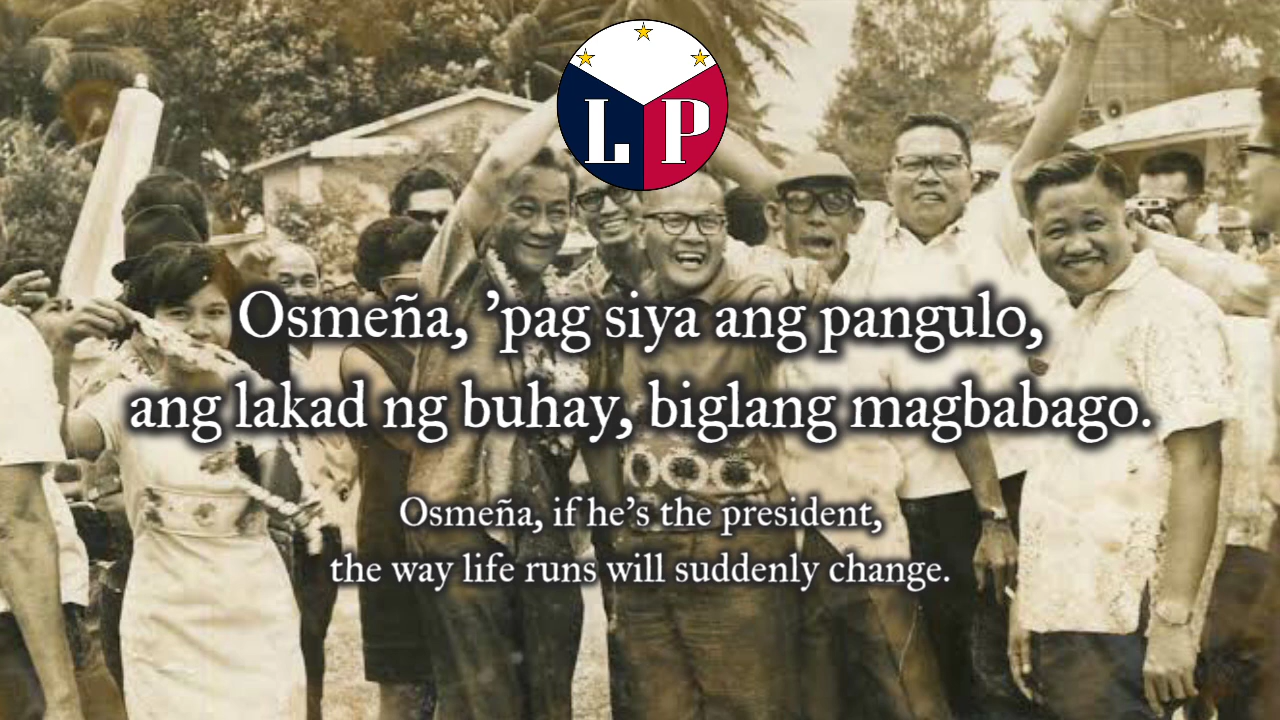 LP
Osmeña, ’pag siya ang pangulo,
ang lakad ng buhay, biglang magbabago.
Osmeña, if he’s the president,
the way life runs will suddenly change.